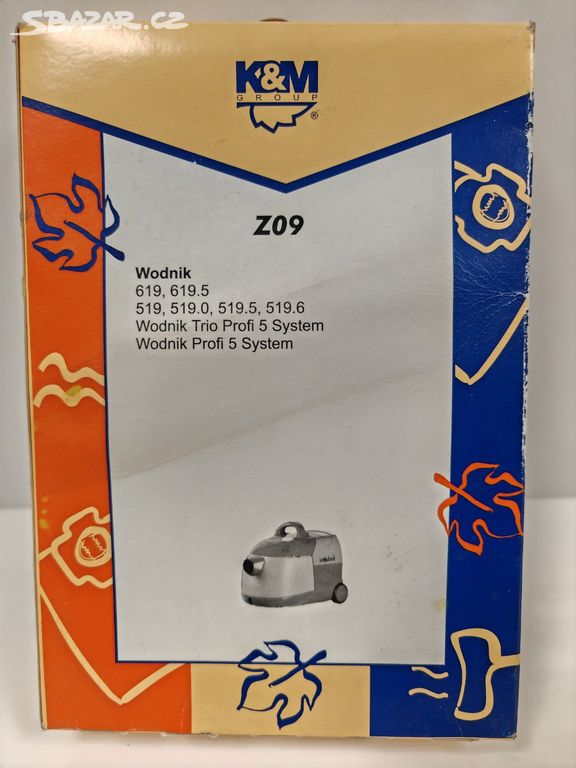 SBAZAR.CZ
K&M
GROUP
®
Z09
Wodnik
619, 619.5
519, 519.0, 519.5, 519.6
Wodnik Trio Profi 5 System
Wodnik Profi 5 System